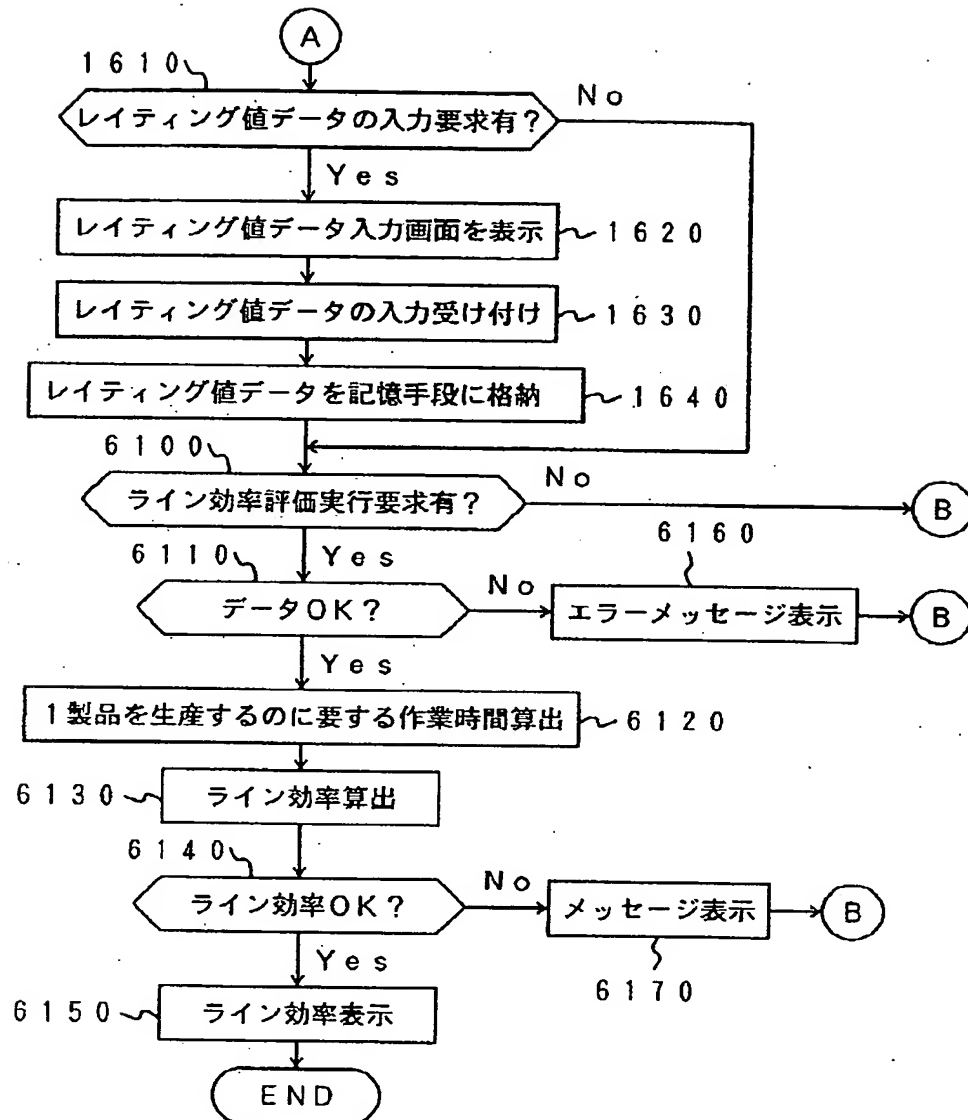 A
1610
レイティング値データの入力要求有?
No
Yes
レイティング値データ入力画面を表示
1620
レイティング値データの入力受け付け
1630
レイティング値データを記憶手段に格納
1640
6100
ライン効率評価実行要求有?
No
B
Yes
6110
データOK?
No
6160
エラーメッセージ表示
B
Yes
1製品を生産するのに要する作業時間算出
6120
6130
ライン効率算出
6140
ライン効率OK?
No
メッセージ表示
B
6170
Yes
6150
ライン効率表示
END